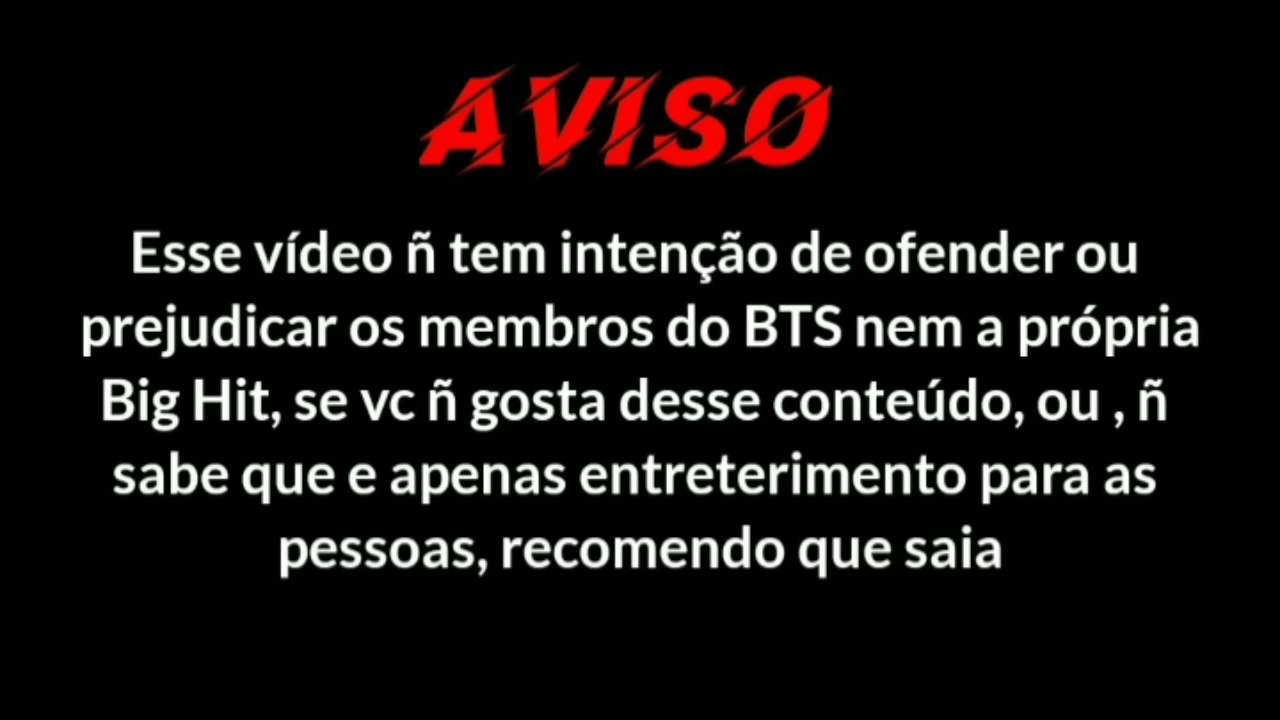 AVISO
Esse vídeo ñ tem intenção de ofender ou
prejudicar os membros do BTS nem a própria
Big Hit, se vc ñ gosta desse conteúdo, ou , ñ
sabe que e apenas entreterimento para as
pessoas, recomendo que saia